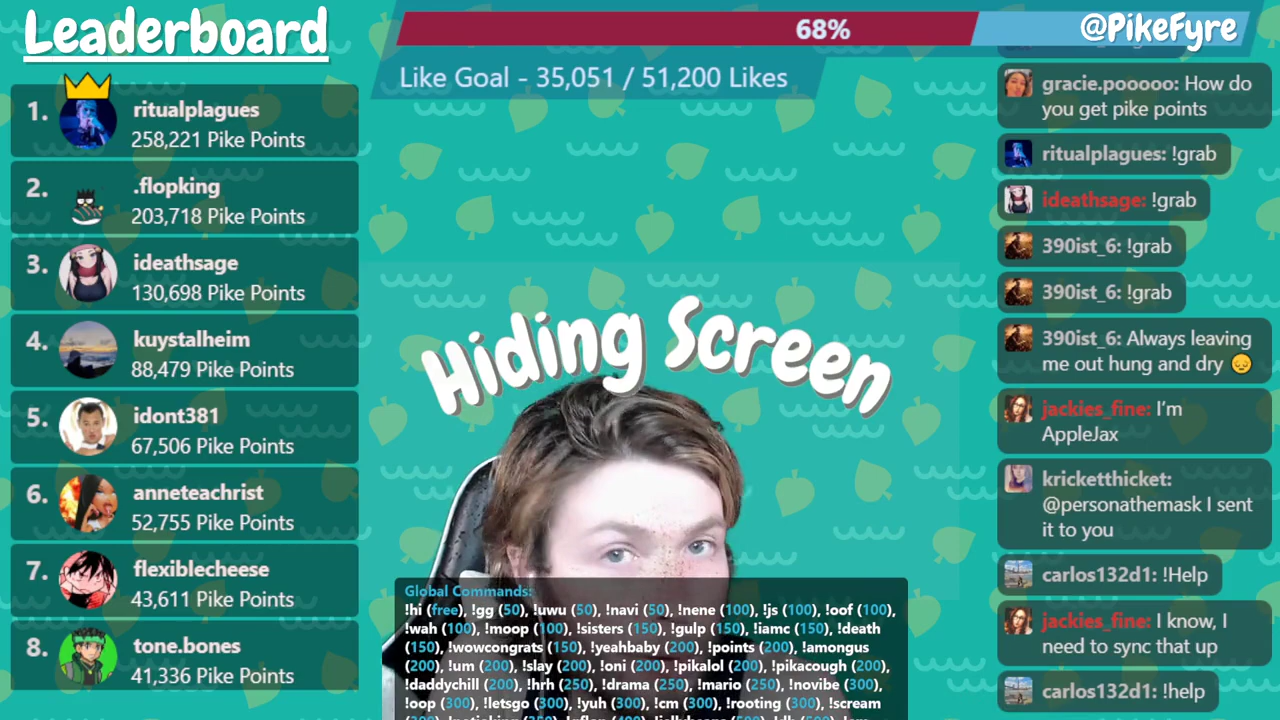 Leaderboard
1. ritualplagues
258,221 Pike Points
2. .flopking
203,718 Pike Points
3. ideathsage
130,698 Pike Points
4. kuystalheim
88,479 Pike Points
5. idont381
67,506 Pike Points
6. anneteachrist
52,755 Pike Points
7. flexiblecheese
43,611 Pike Points
8. tone.bones
41,336 Pike Points
68%
Like Goal - 35,051 / 51,200 Likes
Hiding Screen
Global Commands:
!hi (free), !gg (50), !uwu (50), !navi (50), !nene (100), !js (100), !oof (100),
!wah (100), !moop (100), !sisters (150), !gulp (150), !iamc (150), !death
(150), !wowcongrats (150), !yeahbaby (200), !points (200), !amongus
(200), !um (200), !slay (200), !oni (200), !pikalol (200), !pikacough (200),
!daddychill (200), !hrh (250), !drama (250), !mario (250), !novibe (300),
!oop (300), !letsgo (300), !yuh (300), !cm (300), !rooting (300), !scream
@PikeFyre
gracie.pooooo: How do
you get pike points
ritualplagues: !grab
ideathsage: !grab
390ist_6: !grab
390ist_6: !grab
390ist_6: Always leaving
me out hung and dry 😔
jackies_fine: I’m
AppleJax
kricketthicket:
@personathemask I sent
it to you
carlos132d1: !Help
jackies_fine: I know, I
need to sync that up
carlos132d1: !help